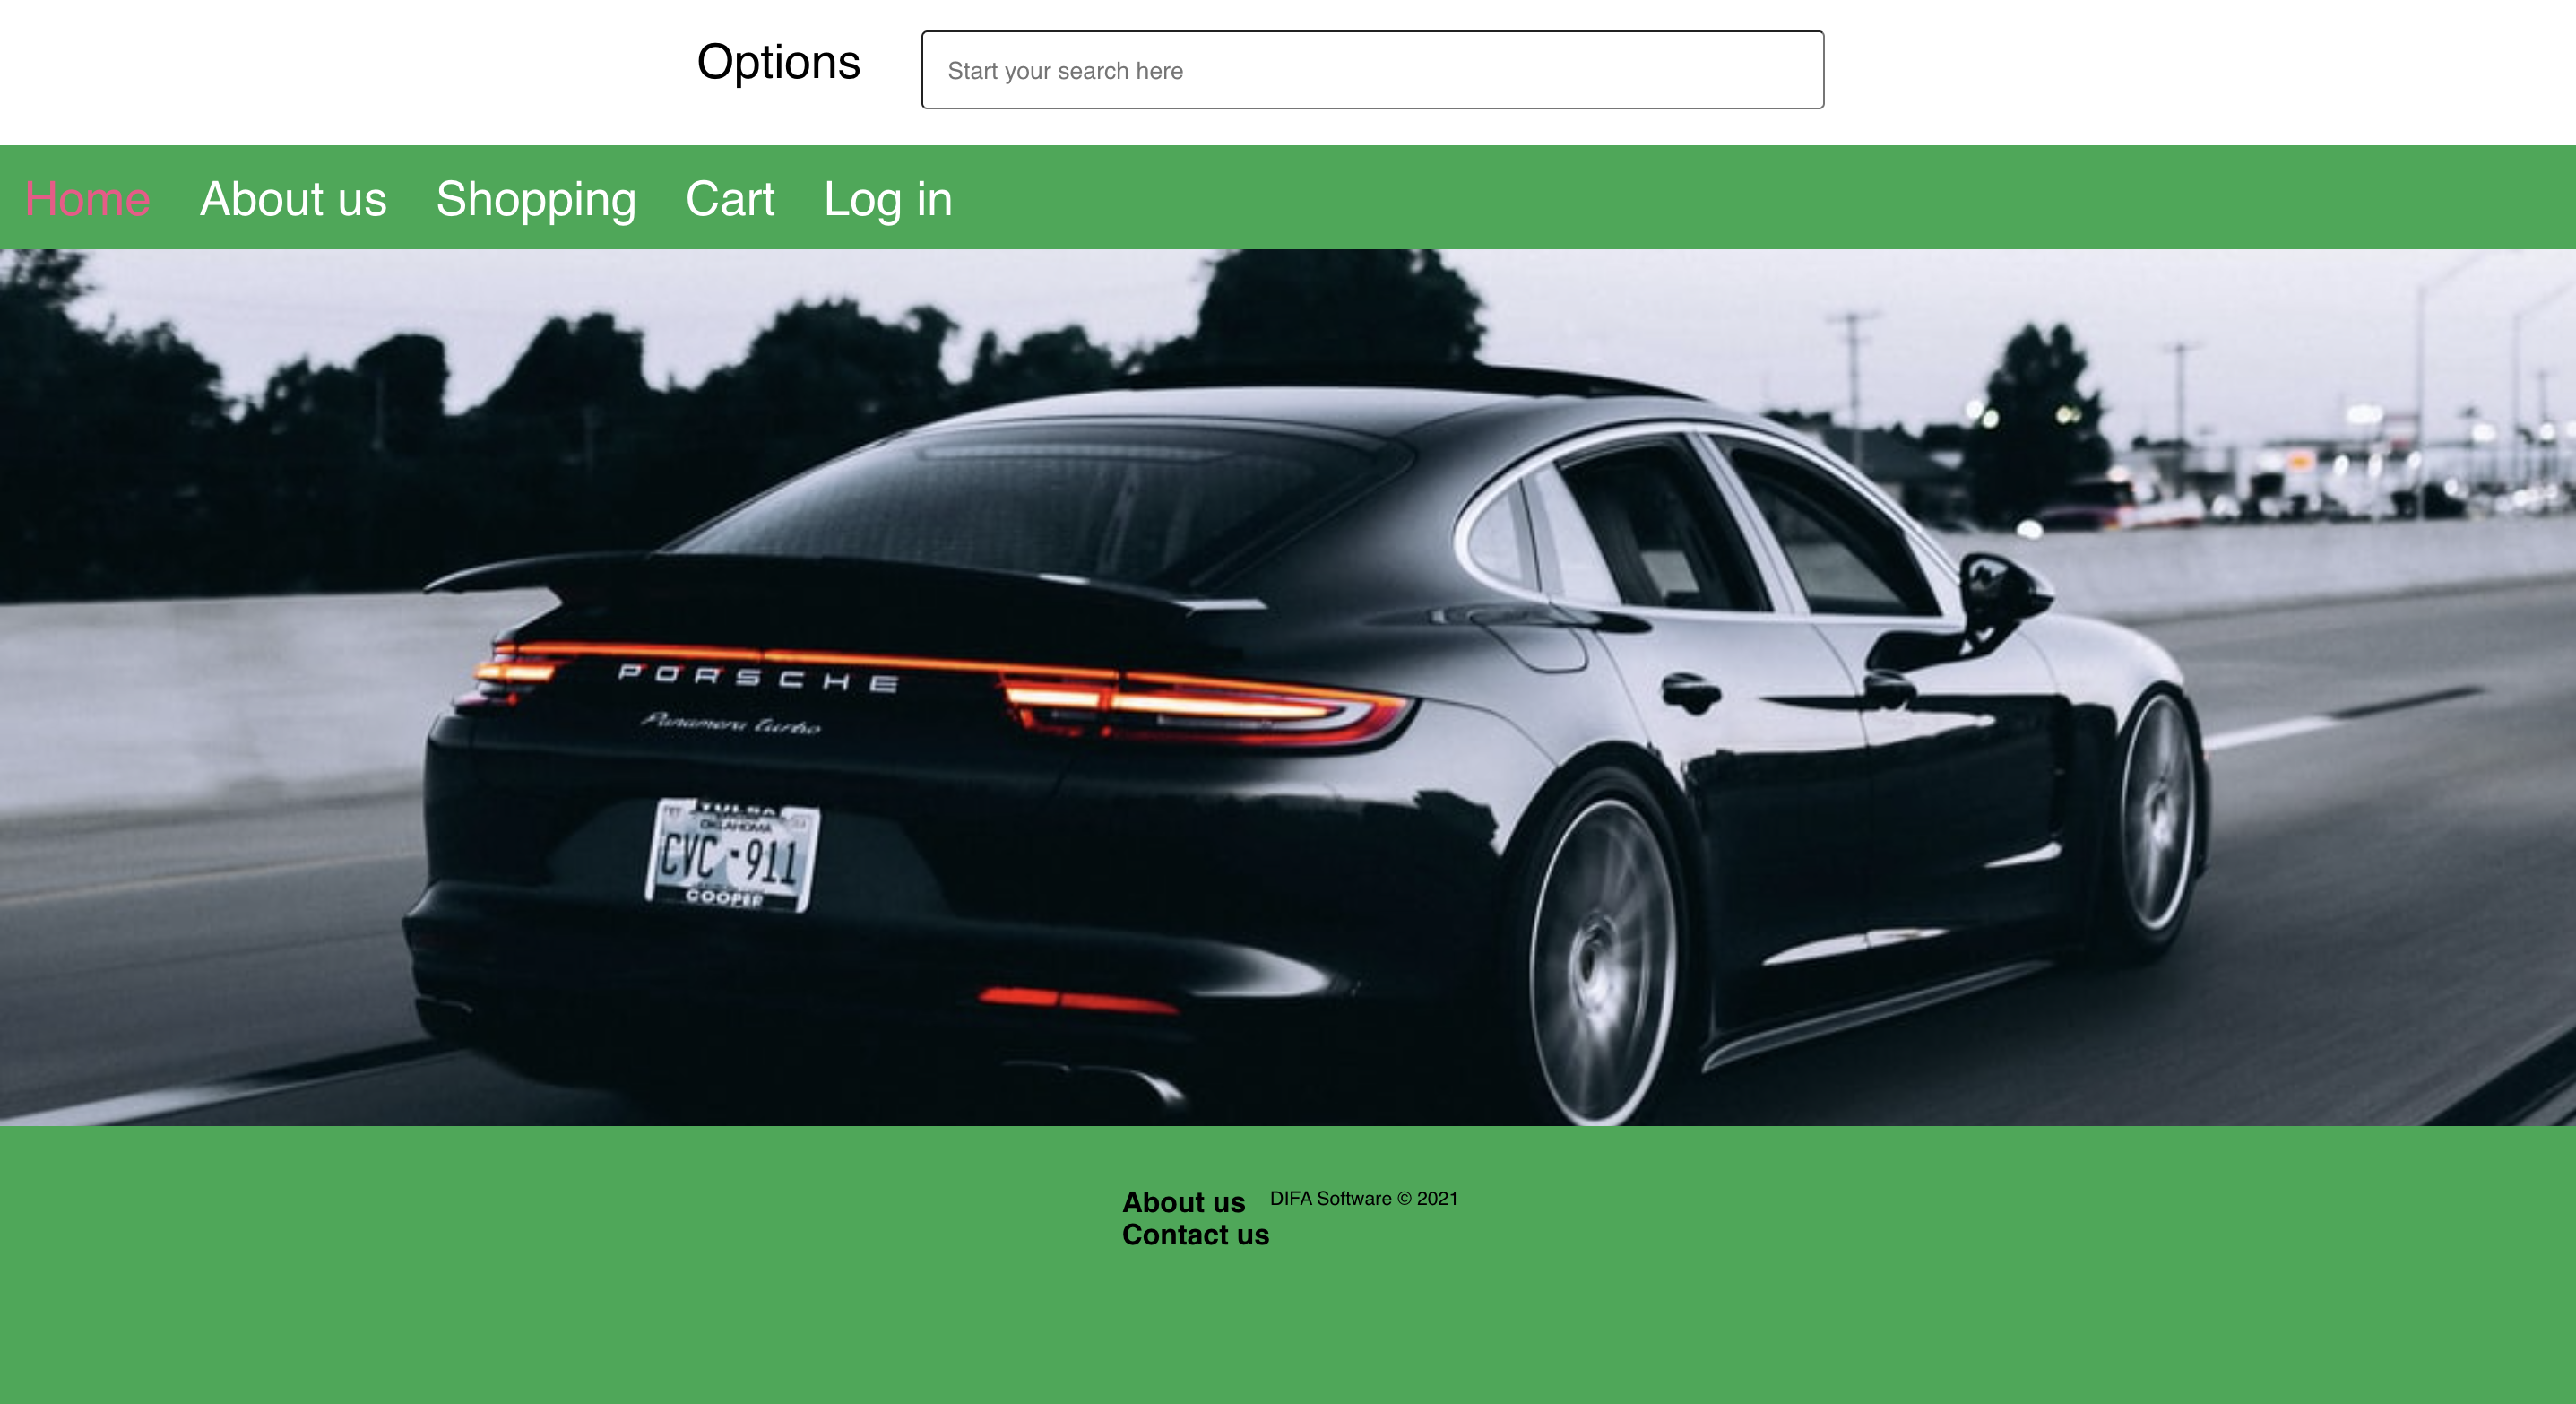 Options
Start your search here
Home About us Shopping Cart Log in
PORSCHE
Panamera turbo
TULSA
OKLAHOMA
CVC-911
COOPER
About us DIFA Software © 2021
Contact us